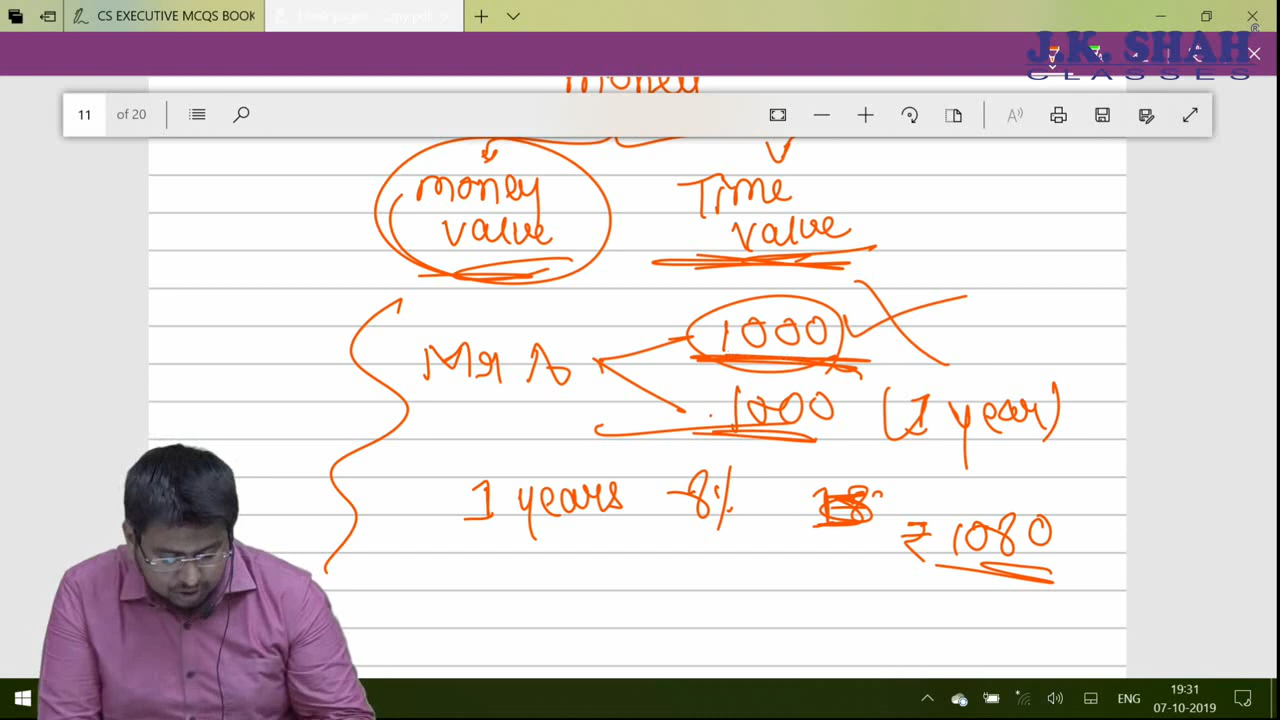 CS EXECUTIVE MCQS BOOK
J.K. SHAH®
CLASSES
money
11 of 20
money
value
Time
value
Mr A
1000
1000 (1 year)
1 years 8%
₹ 1080
ENG
19:31
07-10-2019